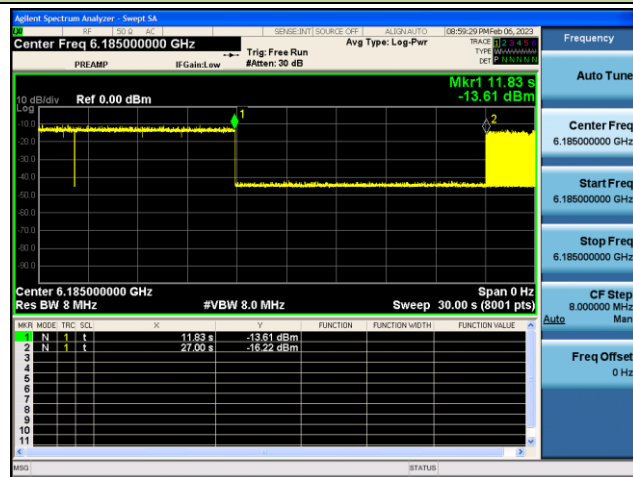 Agilent Spectrum Analyzer - Swept SA
RF 50 Ω AC SENSE:INT SOURCE OFF ALIGNAUTO 08:59:29 PM Feb 06, 2023
Center Freq 6.185000000 GHz
Avg Type: Log-Pwr
TRACE 1 2 3 4 5 6
TYPE
DET P N N N N N
PREAMP IFGain:Low
Trig: Free Run
#Atten: 30 dB
Mkr1 11.83 s
-13.61 dBm
10 dB/div Ref 0.00 dBm
Log
1
2
-10.0
-20.0
-30.0
-40.0
-50.0
-60.0
-70.0
-80.0
-90.0
Center 6.185000000 GHz Span 0 Hz
Res BW 8 MHz #VBW 8.0 MHz Sweep 30.00 s (8001 pts)
MKR MODE TRC SCL X Y FUNCTION FUNCTION WIDTH FUNCTION VALUE
1 N 1 t 11.83 s -13.61 dBm
2 N 1 t 27.00 s -16.22 dBm
3
4
5
6
7
8
9
10
11
MSG STATUS
Frequency
Auto Tune
Center Freq
6.185000000 GHz
Start Freq
6.185000000 GHz
Stop Freq
6.185000000 GHz
CF Step
8.000000 MHz
Auto Man
Freq Offset
0 Hz